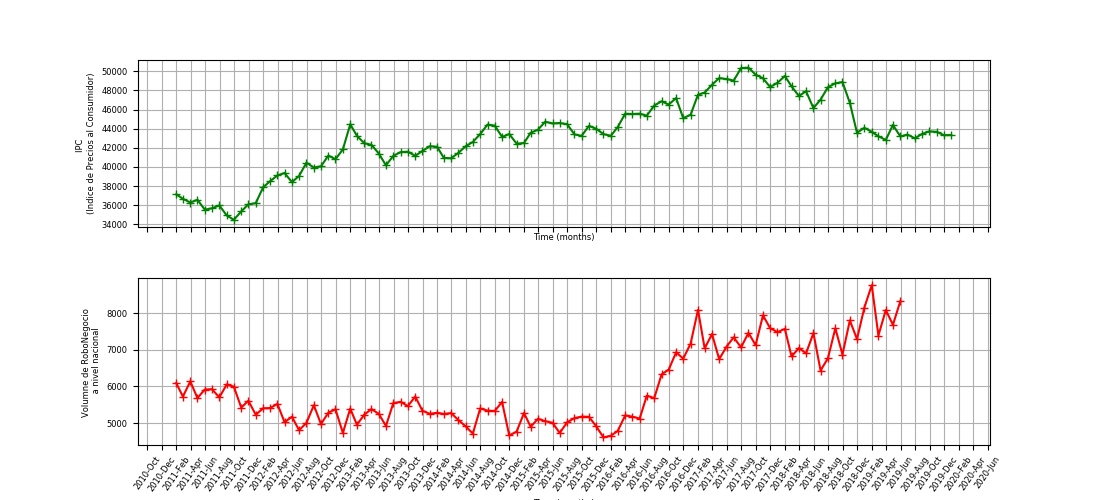 IPC
(Indice de Precios al Consumidor)
50000
48000
46000
44000
42000
40000
38000
36000
34000
Time (months)
Volumne de RoboNegocio
a nivel nacional
8000
7000
6000
5000
2010-Oct
2010-Dec
2011-Feb
2011-Apr
2011-Jun
2011-Aug
2011-Oct
2011-Dec
2012-Feb
2012-Apr
2012-Jun
2012-Aug
2012-Oct
2012-Dec
2013-Feb
2013-Apr
2013-Jun
2013-Aug
2013-Oct
2013-Dec
2014-Feb
2014-Apr
2014-Jun
2014-Aug
2014-Oct
2014-Dec
2015-Feb
2015-Apr
2015-Jun
2015-Aug
2015-Oct
2015-Dec
2016-Feb
2016-Apr
2016-Jun
2016-Aug
2016-Oct
2016-Dec
2017-Feb
2017-Apr
2017-Jun
2017-Aug
2017-Oct
2017-Dec
2018-Feb
2018-Apr
2018-Jun
2018-Aug
2018-Oct
2018-Dec
2019-Feb
2019-Apr
2019-Jun
2019-Aug
2019-Oct
2019-Dec
2020-Feb
2020-Apr
2020-Jun